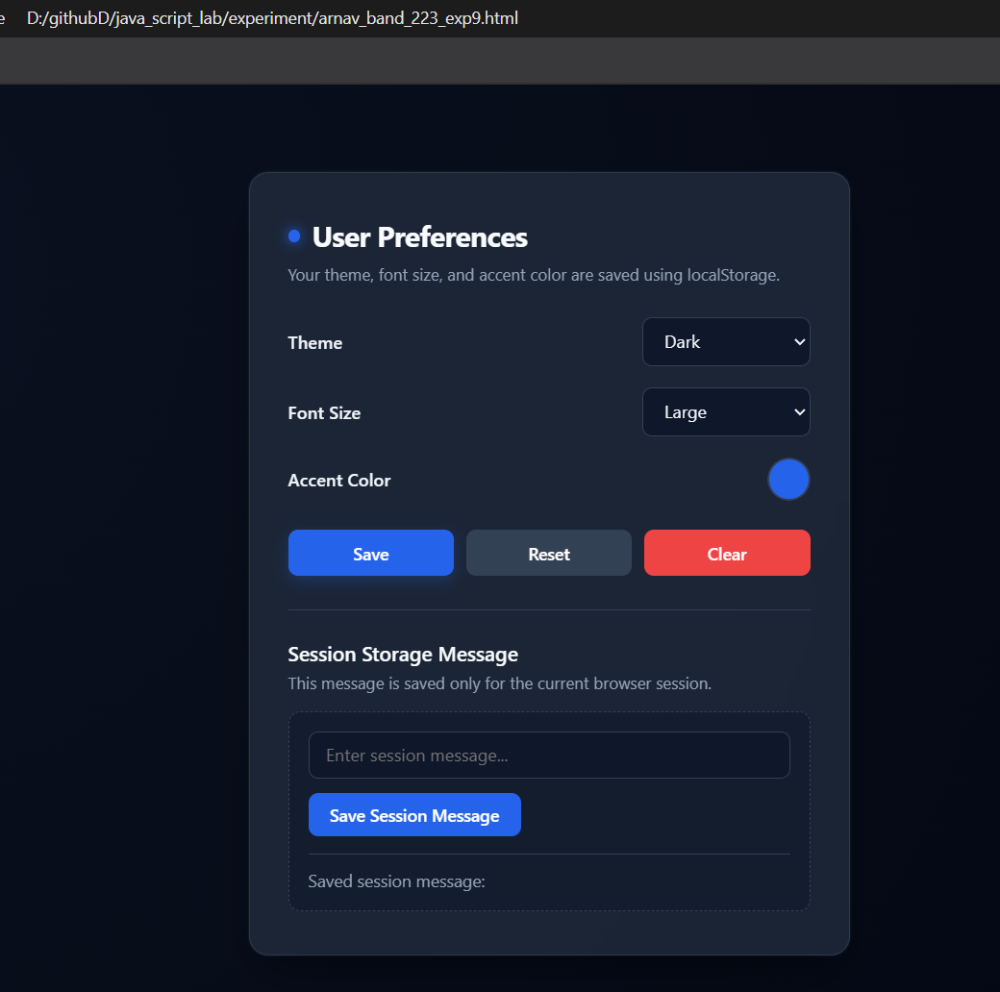 D:/githubD/java_script_lab/experiment/arnav_band_223_exp9.html
User Preferences
Your theme, font size, and accent color are saved using localStorage.
Theme
Dark
Font Size
Large
Accent Color
Save Reset Clear
Session Storage Message
This message is saved only for the current browser session.
Enter session message...
Save Session Message
Saved session message: